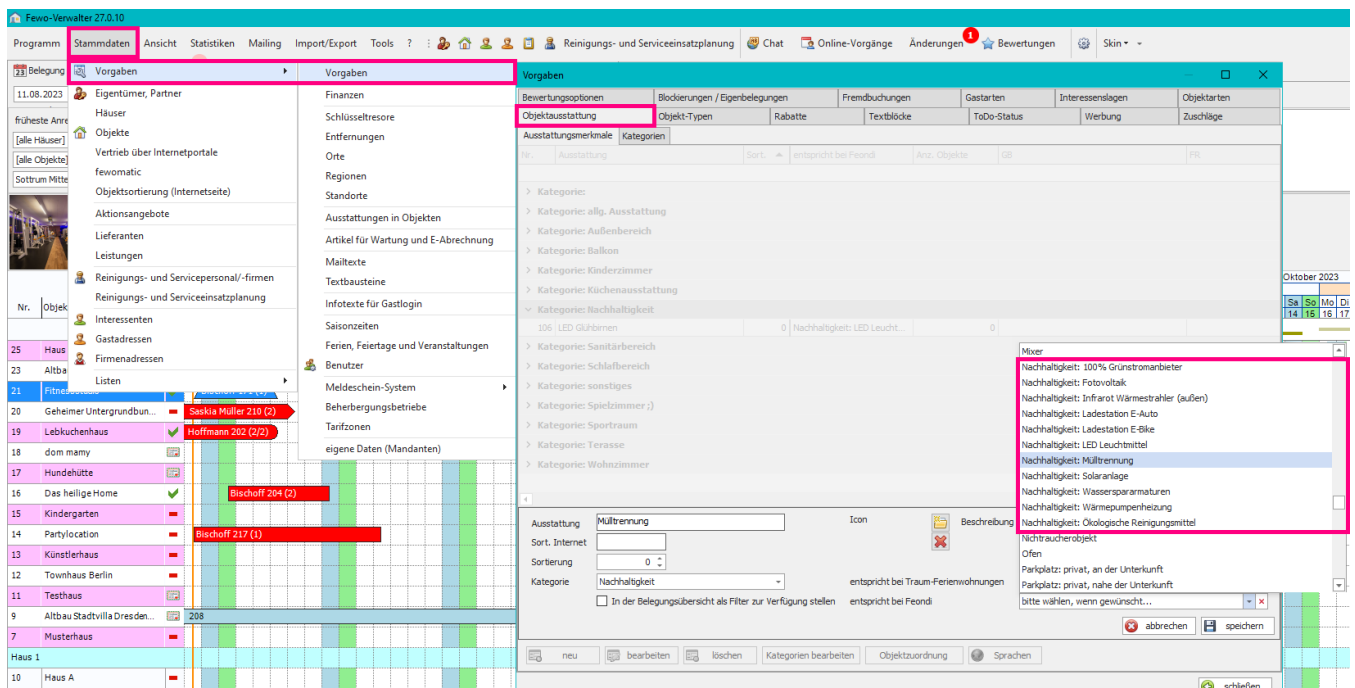 Fewo-Verwalter 27.0.10
Programm Stammdaten Ansicht Statistiken Mailing Import/Export Tools ? Reinigungs- und Serviceeinsatzplanung Chat Online-Vorgänge Änderungen 1 Bewertungen Skin
23 Belegung
11.08.2023
früheste Anre
[alle Häuser]
[alle Objekte]
Sottrum Mitte
Vorgaben
Eigentümer, Partner
Häuser
Objekte
Vertrieb über Internetportale
fewomatic
Objektsortierung (Internetseite)
Aktionsangebote
Lieferanten
Leistungen
Reinigungs- und Servicepersonal/-firmen
Reinigungs- und Serviceeinsatzplanung
Interessenten
Gastadressen
Firmenadressen
Listen
Vorgaben
Finanzen
Schlüsseltresore
Entfernungen
Orte
Regionen
Standorte
Ausstattungen in Objekten
Artikel für Wartung und E-Abrechnung
Mailtexte
Textbausteine
Infotexte für Gastlogin
Saisonzeiten
Ferien, Feiertage und Veranstaltungen
Benutzer
Meldeschein-System
Beherbergungsbetriebe
Tarifzonen
eigene Daten (Mandanten)
Vorgaben
Bewertungsoptionen Blockierungen / Eigenbelegungen Fremdbuchungen Gastarten Interessenslagen Objektarten
Objektausstattung Objekt-Typen Rabatte Textblöcke ToDo-Status Werbung Zuschläge
Ausstattungsmerkmale Kategorien
Nr. Ausstattung Sort. entspricht bei Feondi Anz. Objekte GB FR
Kategorie:
Kategorie: allg. Ausstattung
Kategorie: Außenbereich
Kategorie: Balkon
Kategorie: Kinderzimmer
Kategorie: Küchenausstattung
Kategorie: Nachhaltigkeit
106 LED Glühbirnen 0 Nachhaltigkeit: LED Leucht... 0
Kategorie: Sanitärbereich
Kategorie: Schlafbereich
Kategorie: sonstiges
Kategorie: Spielzimmer ;)
Kategorie: Sportraum
Kategorie: Terasse
Kategorie: Wohnzimmer
Mixer
Nachhaltigkeit: 100% Grünstromanbieter
Nachhaltigkeit: Fotovoltaik
Nachhaltigkeit: Infrarot Wärmestrahler (außen)
Nachhaltigkeit: Ladestation E-Auto
Nachhaltigkeit: Ladestation E-Bike
Nachhaltigkeit: LED Leuchtmittel
Nachhaltigkeit: Mülltrennung
Nachhaltigkeit: Solaranlage
Nachhaltigkeit: Wasserspararmaturen
Nachhaltigkeit: Wärmepumpenheizung
Nachhaltigkeit: Ökologische Reinigungsmittel
Nichtraucherobjekt
Ofen
Parkplatz: privat, an der Unterkunft
Parkplatz: privat, nahe der Unterkunft
Ausstattung Mülltrennung Icon Beschreibung
Sort. Internet
Sortierung 0
Kategorie Nachhaltigkeit entspricht bei Traum-Ferienwohnungen
In der Belegungsübersicht als Filter zur Verfügung stellen entspricht bei Feondi bitte wählen, wenn gewünscht...
abbrechen speichern
neu bearbeiten löschen Kategorien bearbeiten Objektzuordnung Sprachen
schließen
Oktober 2023
Sa So Mo Di
14 15 16 17
Nr. Objek
25 Haus
23 Altba
21 Fitnessstudio
20 Geheimer Untergrundbun... Saskia Müller 210 (2)
19 Lebkuchenhaus Hoffmann 202 (2/2)
18 dom mamy
17 Hundehütte
16 Das heilige Home Bischoff 204 (2)
15 Kindergarten
14 Partylocation Bischoff 217 (1)
13 Künstlerhaus
12 Townhaus Berlin
11 Testhaus
9 Altbau Stadtvilla Dresden... 208
7 Musterhaus
Haus 1
10 Haus A